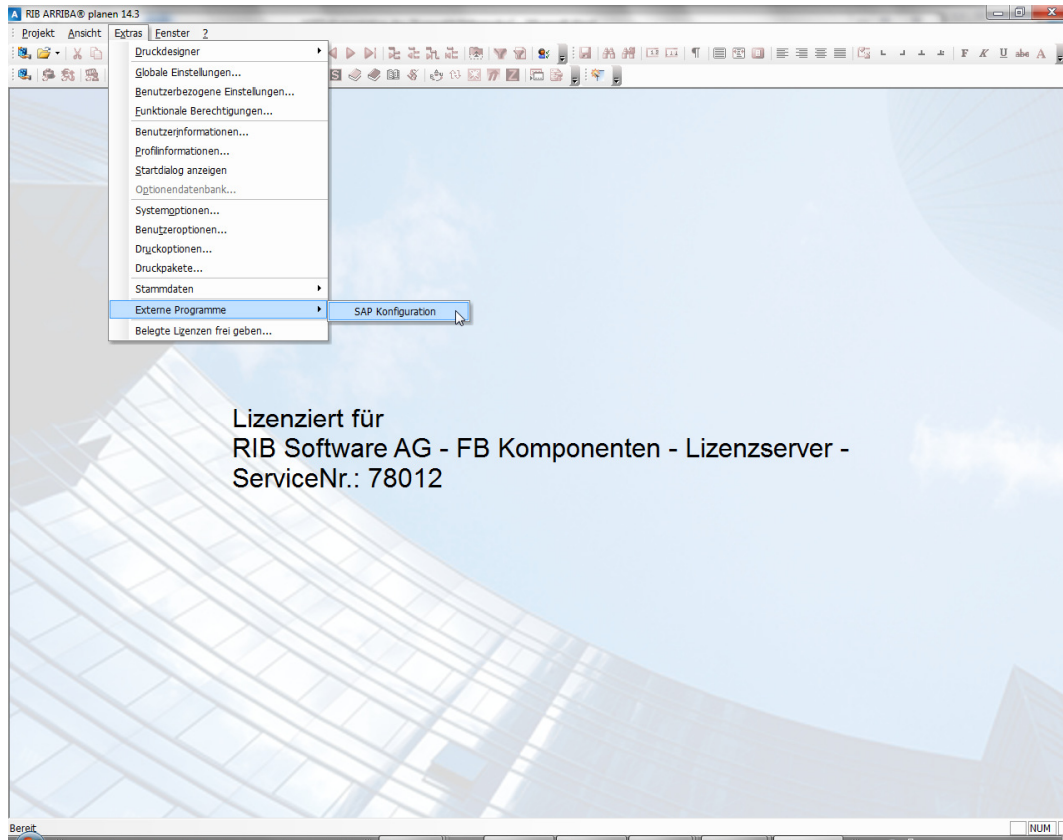 RIB ARRIBA® planen 14.3
Projekt Ansicht Extras Fenster ?
F K U abc A
Druckdesigner
Globale Einstellungen...
Benutzerbezogene Einstellungen...
Funktionale Berechtigungen...
Benutzerinformationen...
Profilinformationen...
Startdialog anzeigen
Optionendatenbank...
Systemoptionen...
Benutzeroptionen...
Druckoptionen...
Druckpakete...
Stammdaten
Externe Programme
SAP Konfiguration
Belegte Lizenzen frei geben...
Lizenziert für
RIB Software AG - FB Komponenten - Lizenzserver -
ServiceNr.: 78012
Bereit
NUM